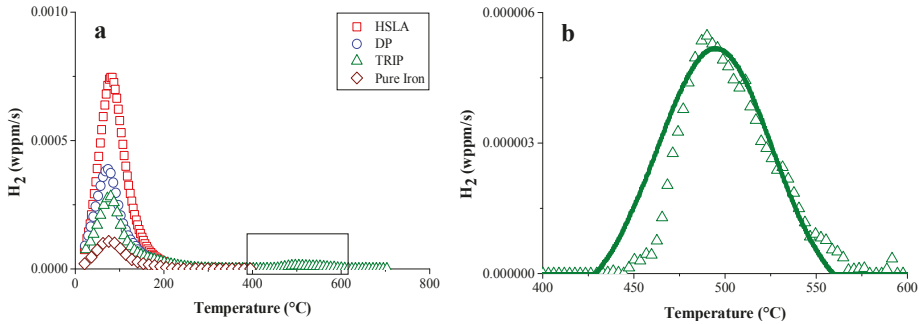 a
HSLA
DP
TRIP
Pure Iron
0.0010
0.0005
0.0000
H2 (wppm/s)
0 200 400 600 800
Temperature (°C)
b
0.000006
0.000003
0.000000
H2 (wppm/s)
400 450 500 550 600
Temperature (°C)